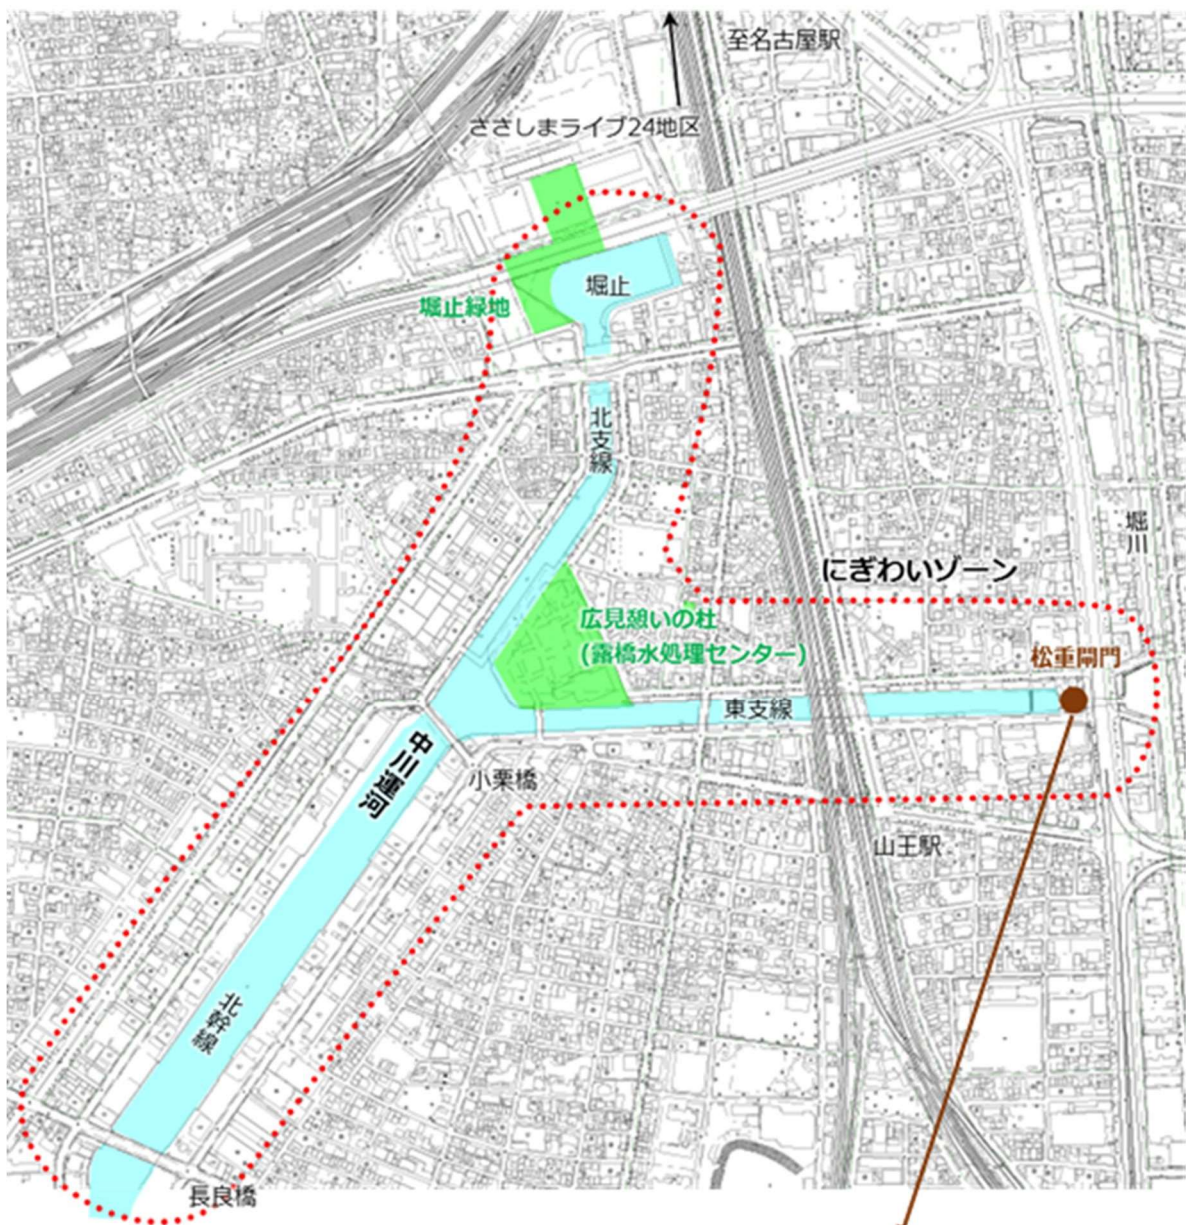 至名古屋駅
ささしまライブ24地区
堀止
堀止緑地
北支線
堀川
にぎわいゾーン
広見憩いの杜
(露橋水処理センター)
松重閘門
東支線
中川運河
小栗橋
山王駅
北幹線
長良橋